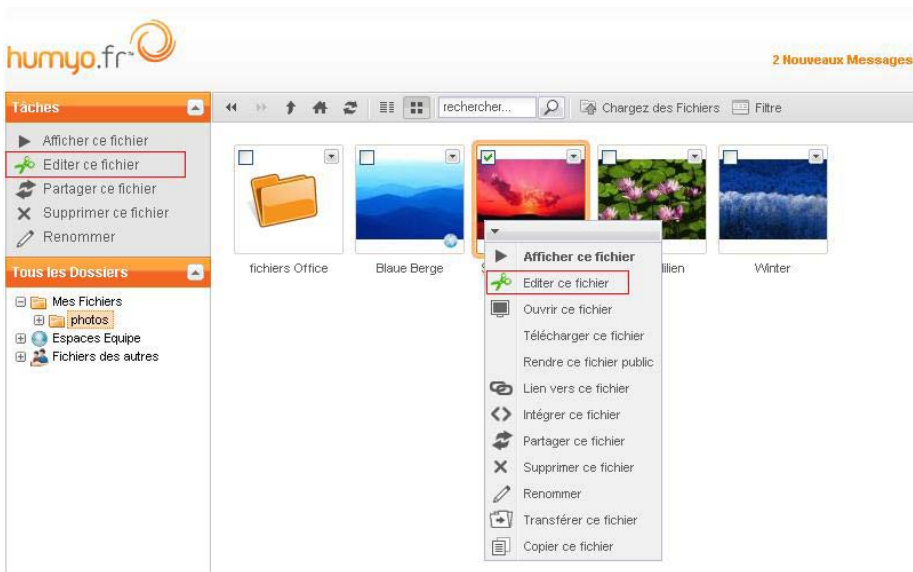 humyo.fr™
2 Nouveaux Messages
Tâches
rechercher...
Chargez des Fichiers
Filtre
Afficher ce fichier
Editer ce fichier
Partager ce fichier
Supprimer ce fichier
Renommer
Tous les Dossiers
Mes Fichiers
photos
Espaces Equipe
Fichiers des autres
fichiers Office
Blaue Berge
Winter
Afficher ce fichier
Editer ce fichier
Ouvrir ce fichier
Télécharger ce fichier
Rendre ce fichier public
Lien vers ce fichier
Intégrer ce fichier
Partager ce fichier
Supprimer ce fichier
Renommer
Transférer ce fichier
Copier ce fichier